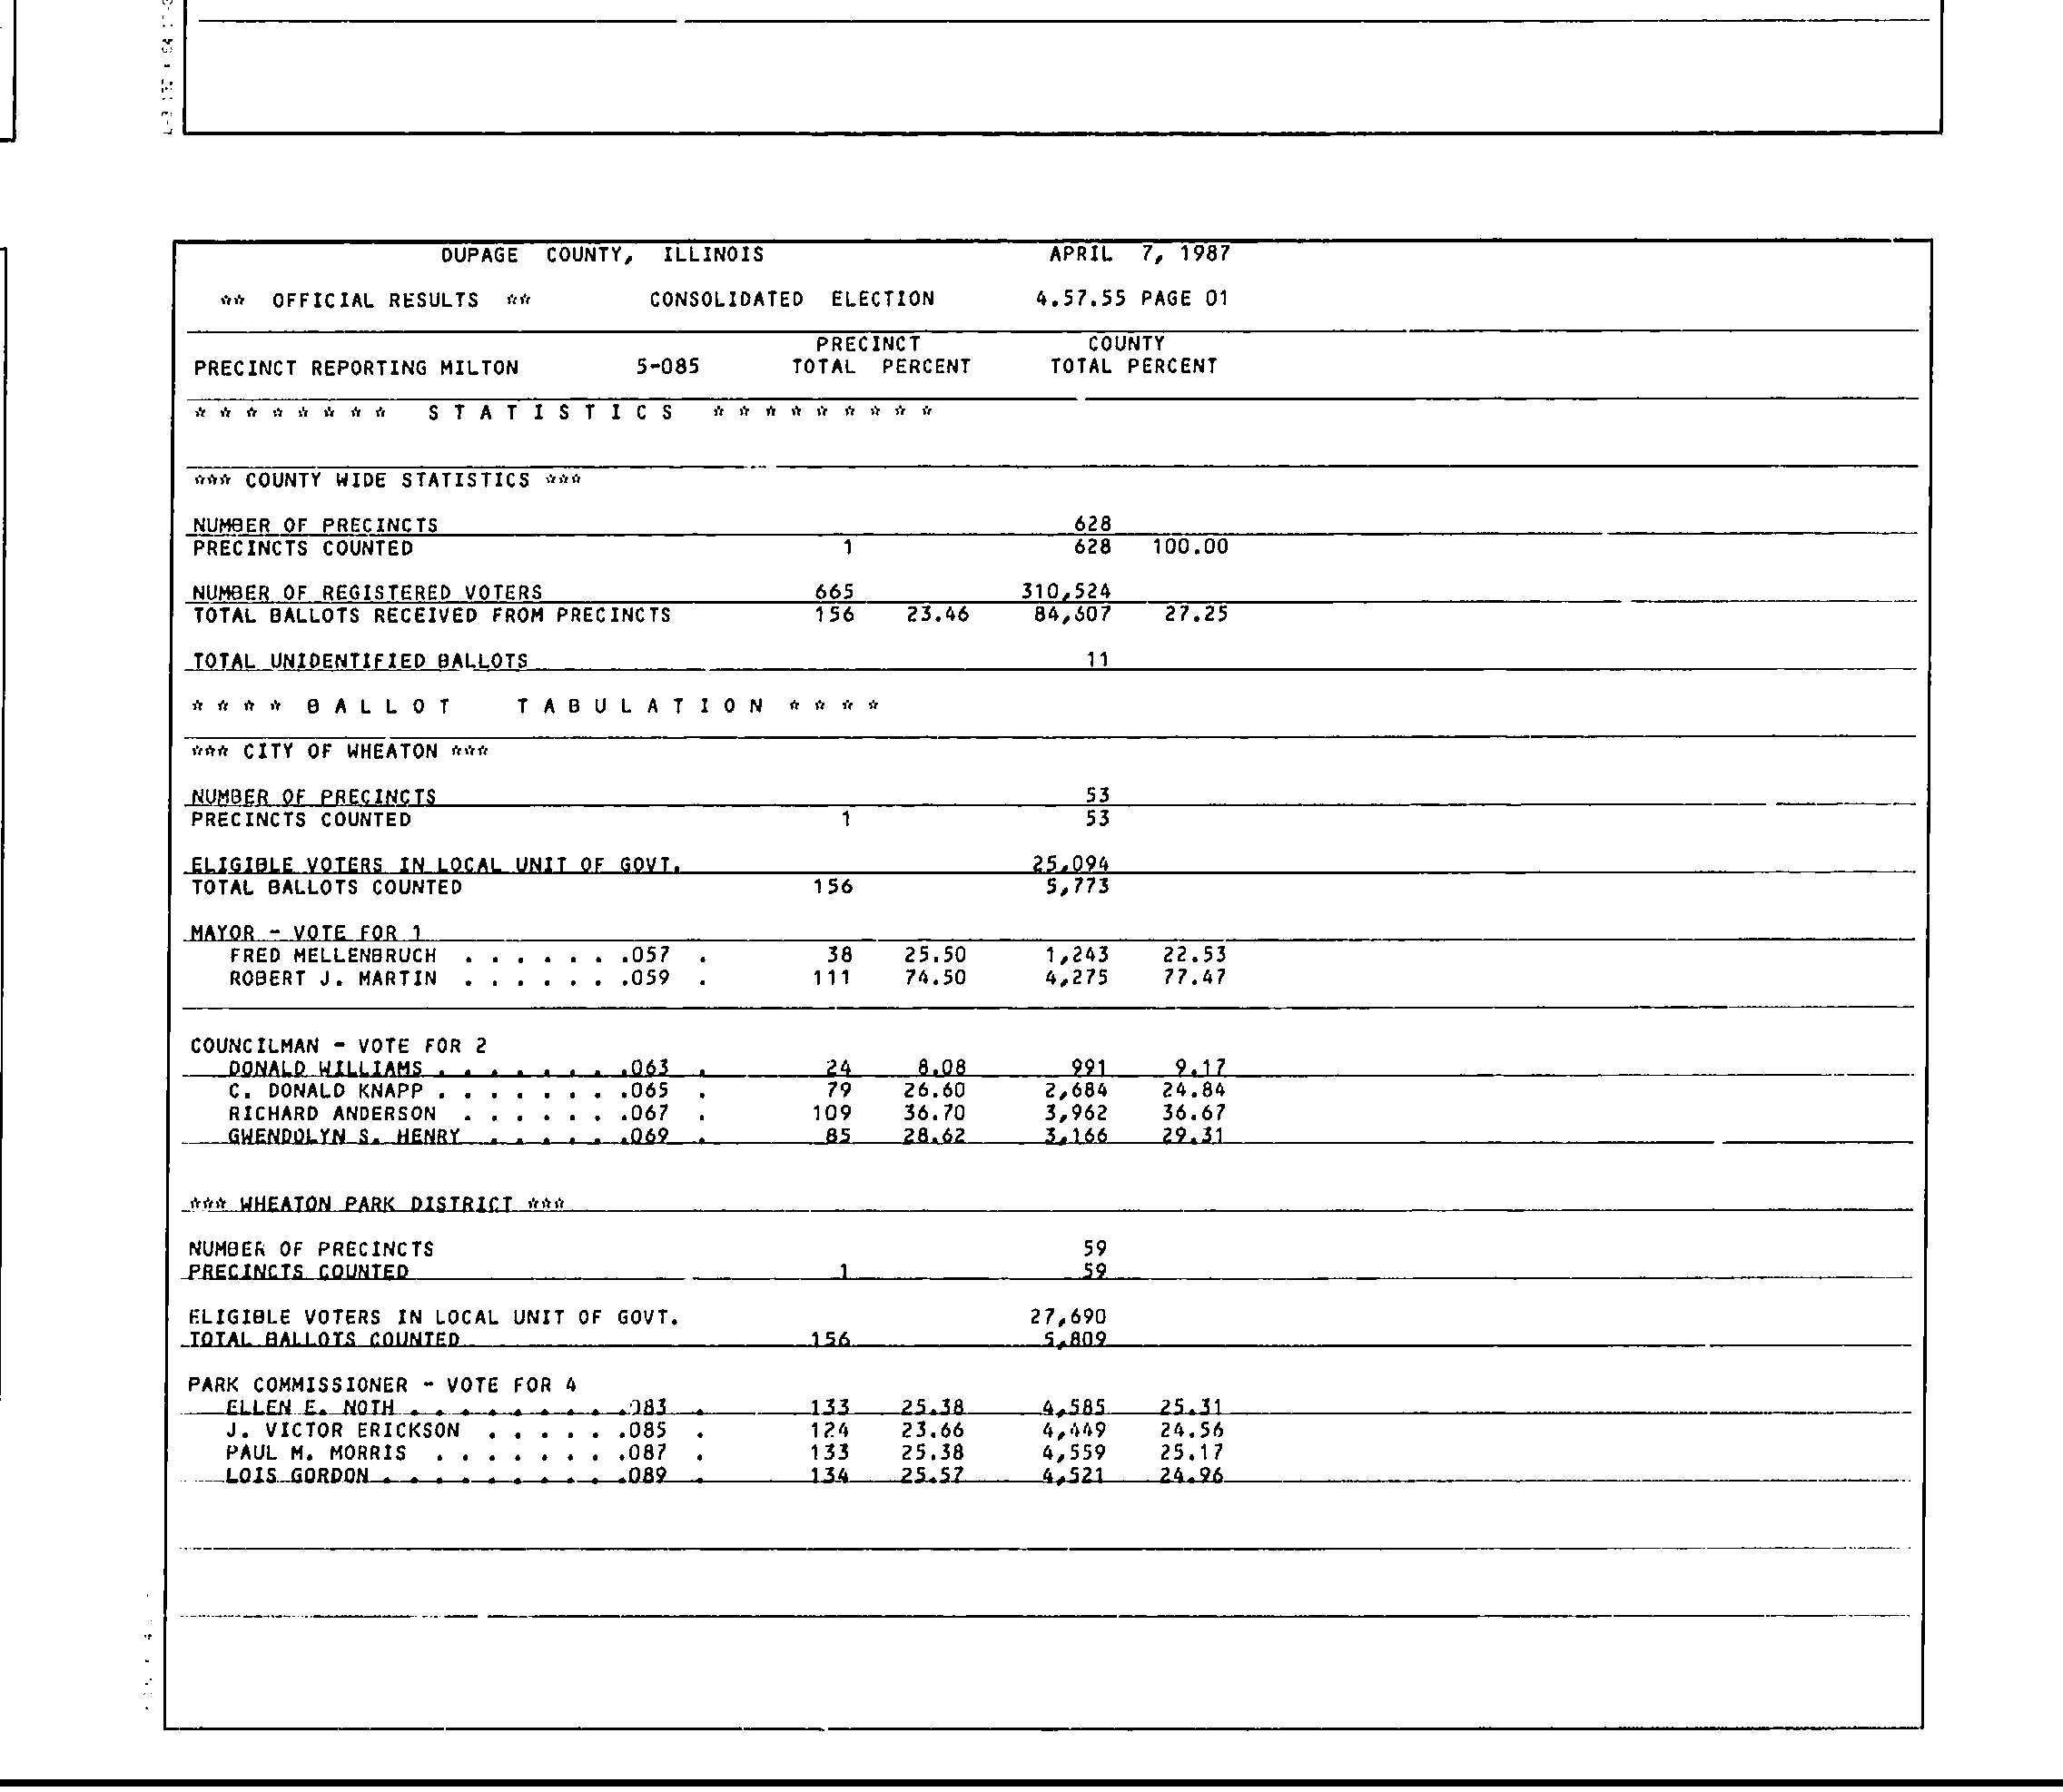 DUPAGE COUNTY, ILLINOIS APRIL 7, 1987
** OFFICIAL RESULTS ** CONSOLIDATED ELECTION 4.57.55 PAGE 01
PRECINCT COUNTY
PRECINCT REPORTING MILTON 5-085 TOTAL PERCENT TOTAL PERCENT
* * * * * * * * S T A T I S T I C S * * * * * * * * *
*** COUNTY WIDE STATISTICS ***
NUMBER OF PRECINCTS 628
PRECINCTS COUNTED 1 628 100.00
NUMBER OF REGISTERED VOTERS 665 310,524
TOTAL BALLOTS RECEIVED FROM PRECINCTS 156 23.46 84,607 27.25
TOTAL UNIDENTIFIED BALLOTS 11
* * * * B A L L O T T A B U L A T I O N * * * *
*** CITY OF WHEATON ***
NUMBER OF PRECINCTS 53
PRECINCTS COUNTED 1 53
ELIGIBLE VOTERS IN LOCAL UNIT OF GOVT. 25,094
TOTAL BALLOTS COUNTED 156 5,773
MAYOR - VOTE FOR 1
FRED MELLENBRUCH . . . . . . .057 . 38 25.50 1,243 22.53
ROBERT J. MARTIN . . . . . . .059 . 111 74.50 4,275 77.47
COUNCILMAN - VOTE FOR 2
DONALD WILLIAMS . . . . . . . .063 . 24 8.08 991 9.17
C. DONALD KNAPP . . . . . . . .065 . 79 26.60 2,684 24.84
RICHARD ANDERSON . . . . . . .067 . 109 36.70 3,962 36.67
GWENDOLYN S. HENRY . . . . . .069 . 85 28.62 3,166 29.31
*** WHEATON PARK DISTRICT ***
NUMBER OF PRECINCTS 59
PRECINCTS COUNTED 1 59
ELIGIBLE VOTERS IN LOCAL UNIT OF GOVT. 27,690
TOTAL BALLOTS COUNTED 156 5,809
PARK COMMISSIONER - VOTE FOR 4
ELLEN E. NOTH . . . . . . . . .083 . 133 25.38 4,585 25.31
J. VICTOR ERICKSON . . . . . .085 . 124 23.66 4,449 24.56
PAUL M. MORRIS . . . . . . . .087 . 133 25.38 4,559 25.17
LOIS GORDON . . . . . . . . . .089 . 134 25.57 4,521 24.96